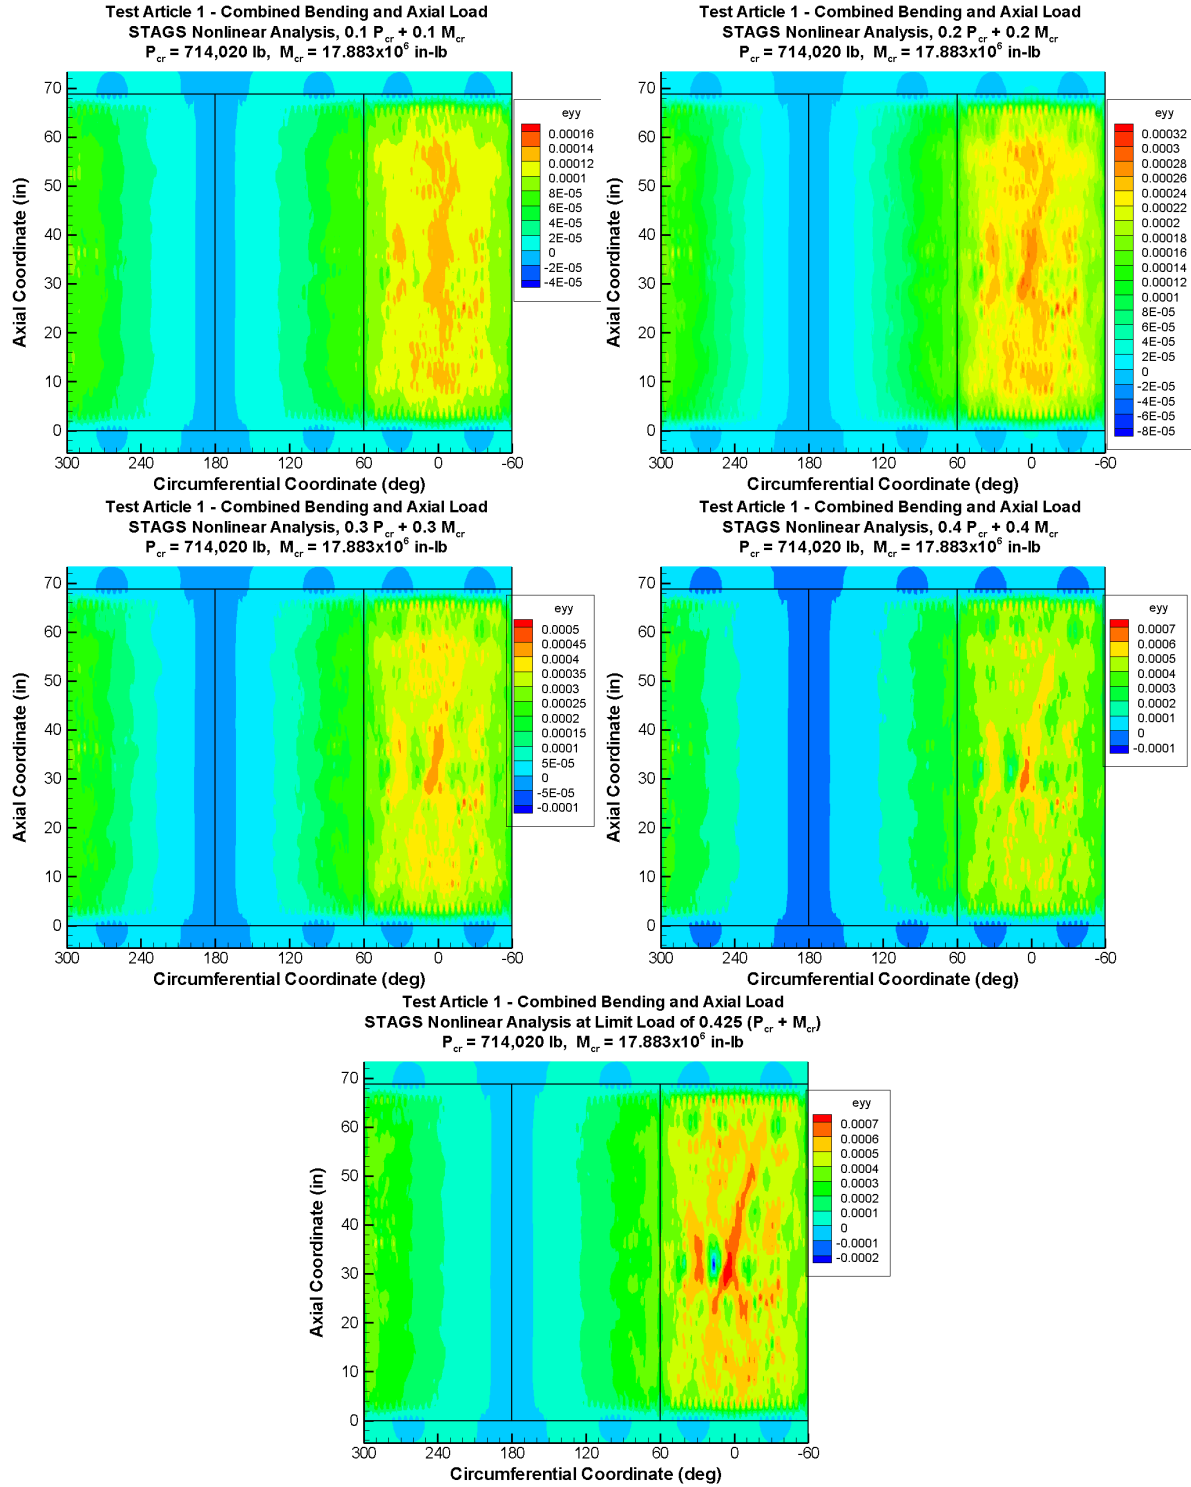 Test Article 1 - Combined Bending and Axial Load
STAGS Nonlinear Analysis, 0.1 Pcr + 0.1 Mcr
Pcr = 714,020 lb, Mcr = 17.883x10^6 in-lb
Axial Coordinate (in)
70
60
50
40
30
20
10
0
300 240 180 120 60 0 -60
Circumferential Coordinate (deg)
eyy
0.00016
0.00014
0.00012
0.0001
8E-05
6E-05
4E-05
2E-05
0
-2E-05
-4E-05
Test Article 1 - Combined Bending and Axial Load
STAGS Nonlinear Analysis, 0.2 Pcr + 0.2 Mcr
Pcr = 714,020 lb, Mcr = 17.883x10^6 in-lb
Axial Coordinate (in)
70
60
50
40
30
20
10
0
300 240 180 120 60 0 -60
Circumferential Coordinate (deg)
eyy
0.00032
0.0003
0.00028
0.00026
0.00024
0.00022
0.0002
0.00018
0.00016
0.00014
0.00012
0.0001
8E-05
6E-05
4E-05
2E-05
0
-2E-05
-4E-05
-6E-05
-8E-05
Test Article 1 - Combined Bending and Axial Load
STAGS Nonlinear Analysis, 0.3 Pcr + 0.3 Mcr
Pcr = 714,020 lb, Mcr = 17.883x10^6 in-lb
Axial Coordinate (in)
70
60
50
40
30
20
10
0
300 240 180 120 60 0 -60
Circumferential Coordinate (deg)
eyy
0.0005
0.00045
0.0004
0.00035
0.0003
0.00025
0.0002
0.00015
0.0001
5E-05
0
-5E-05
-0.0001
Test Article 1 - Combined Bending and Axial Load
STAGS Nonlinear Analysis, 0.4 Pcr + 0.4 Mcr
Pcr = 714,020 lb, Mcr = 17.883x10^6 in-lb
Axial Coordinate (in)
70
60
50
40
30
20
10
0
300 240 180 120 60 0 -60
Circumferential Coordinate (deg)
eyy
0.0007
0.0006
0.0005
0.0004
0.0003
0.0002
0.0001
0
-0.0001
Test Article 1 - Combined Bending and Axial Load
STAGS Nonlinear Analysis at Limit Load of 0.425 (Pcr + Mcr)
Pcr = 714,020 lb, Mcr = 17.883x10^6 in-lb
Axial Coordinate (in)
70
60
50
40
30
20
10
0
300 240 180 120 60 0 -60
Circumferential Coordinate (deg)
eyy
0.0007
0.0006
0.0005
0.0004
0.0003
0.0002
0.0001
0
-0.0001
-0.0002